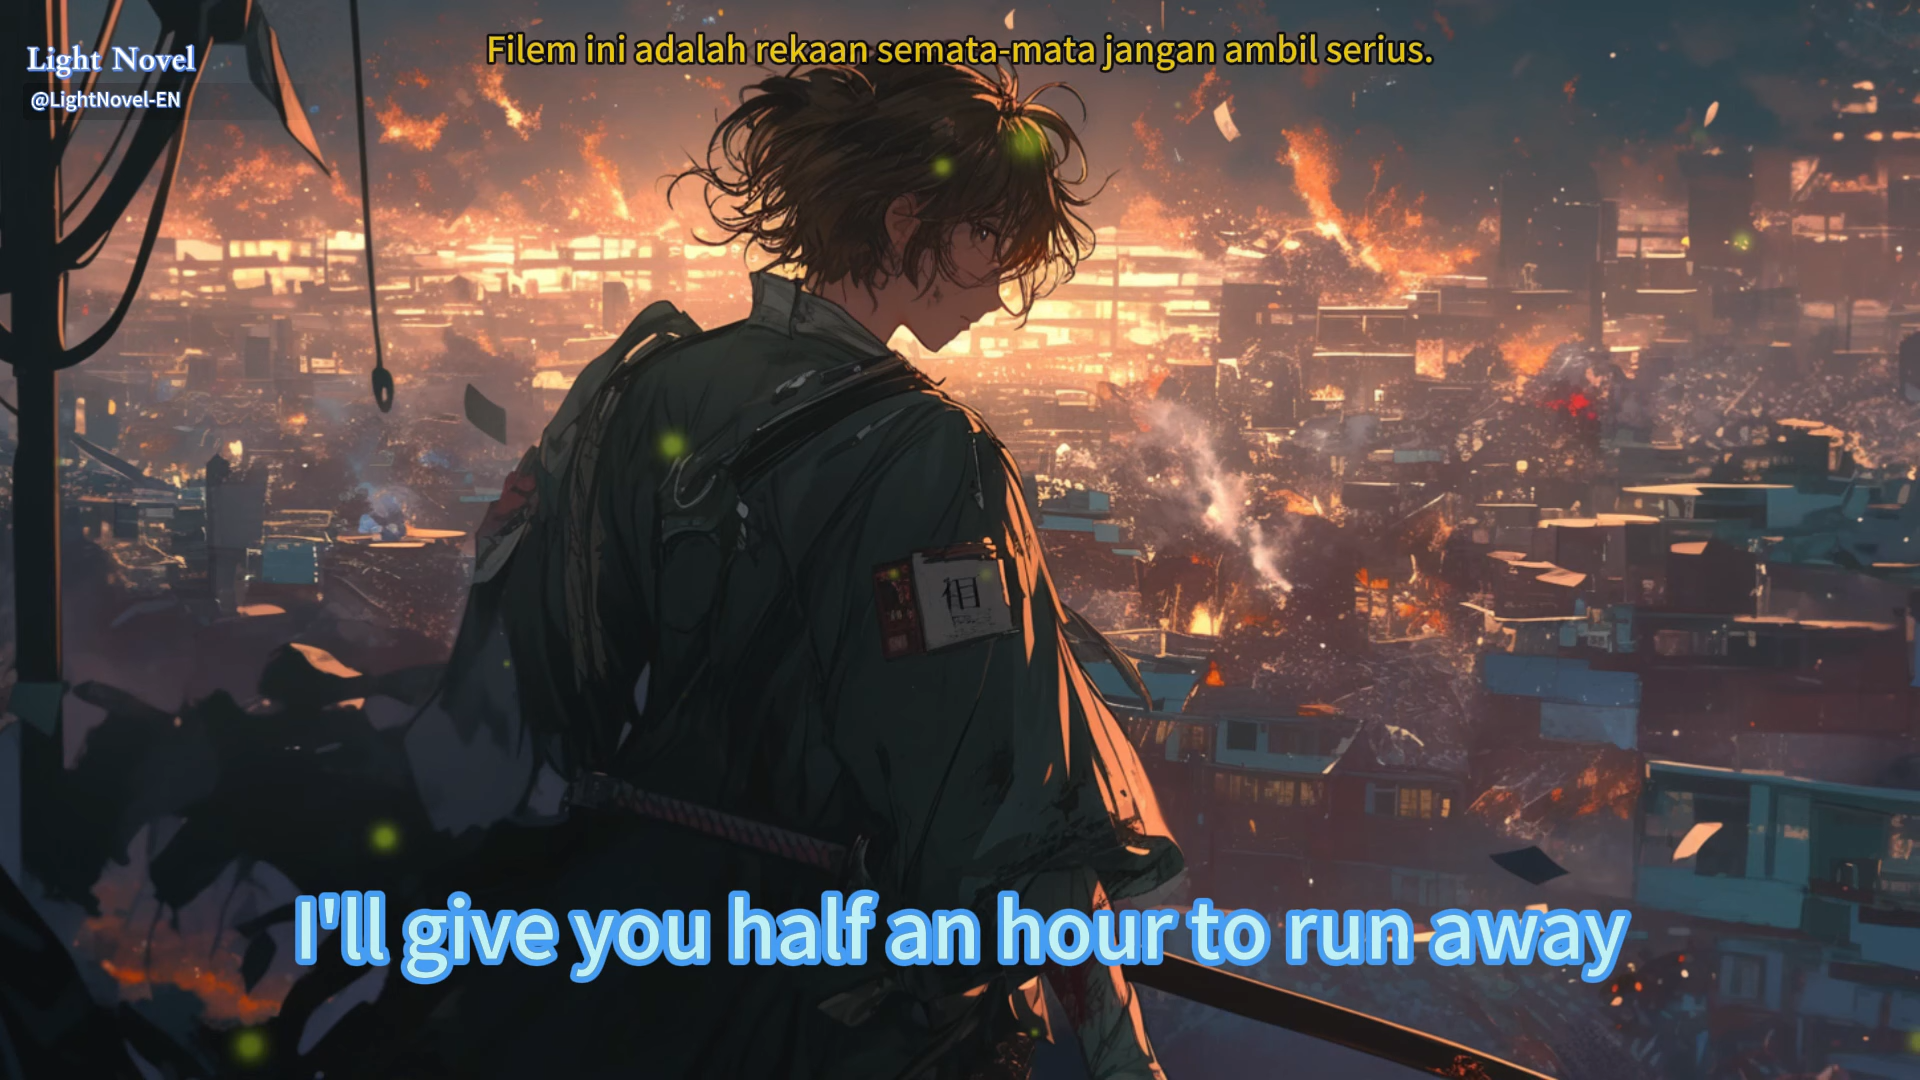 Light Novel
@LightNovel-EN
Filem ini adalah rekaan semata-mata jangan ambil serius.
I'll give you half an hour to run away